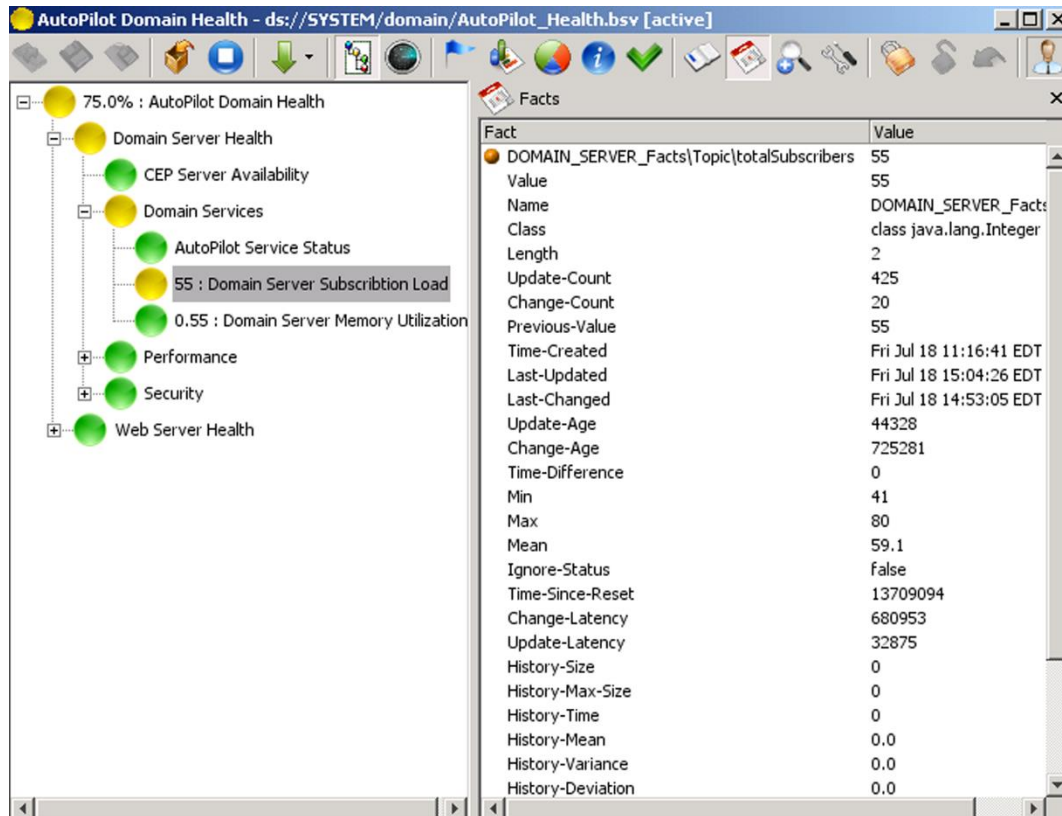 AutoPilot Domain Health - ds://SYSTEM/domain/AutoPilot_Health.bsv [active]
75.0% : AutoPilot Domain Health
Domain Server Health
CEP Server Availability
Domain Services
AutoPilot Service Status
55 : Domain Server Subscribtion Load
0.55 : Domain Server Memory Utilization
Performance
Security
Web Server Health
Facts
Fact Value
DOMAIN_SERVER_Facts\Topic\totalSubscribers 55
Value 55
Name DOMAIN_SERVER_Facts
Class class java.lang.Integer
Length 2
Update-Count 425
Change-Count 20
Previous-Value 55
Time-Created Fri Jul 18 11:16:41 EDT
Last-Updated Fri Jul 18 15:04:26 EDT
Last-Changed Fri Jul 18 14:53:05 EDT
Update-Age 44328
Change-Age 725281
Time-Difference 0
Min 41
Max 80
Mean 59.1
Ignore-Status false
Time-Since-Reset 13709094
Change-Latency 680953
Update-Latency 32875
History-Size 0
History-Max-Size 0
History-Time 0
History-Mean 0.0
History-Variance 0.0
History-Deviation 0.0